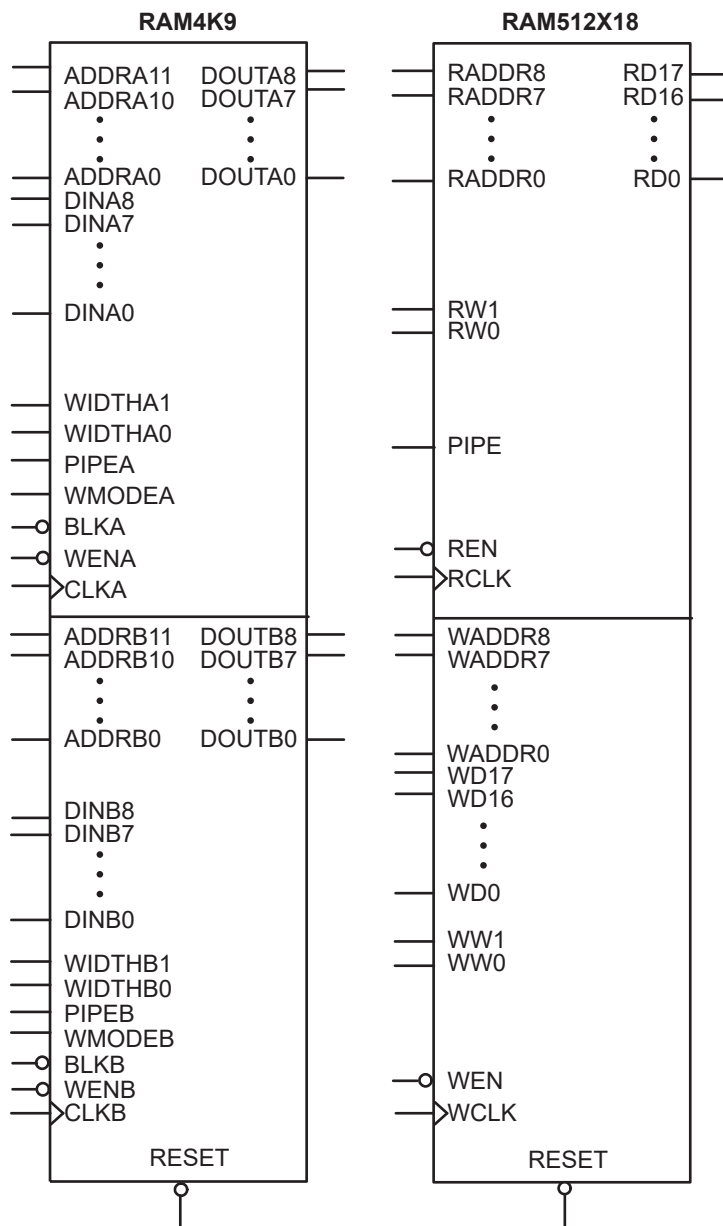 RAM4K9
ADDRA11 DOUTA8
ADDRA10 DOUTA7
ADDRA0 DOUTA0
DINA8
DINA7
DINA0
WIDTHA1
WIDTHA0
PIPEA
WMODEA
BLKA
WENA
CLKA
ADDRB11 DOUTB8
ADDRB10 DOUTB7
ADDRB0 DOUTB0
DINB8
DINB7
DINB0
WIDTHB1
WIDTHB0
PIPEB
WMODEB
BLKB
WENB
CLKB
RESET
RAM512X18
RADDR8 RD17
RADDR7 RD16
RADDR0 RD0
RW1
RW0
PIPE
REN
RCLK
WADDR8
WADDR7
WADDR0
WD17
WD16
WD0
WW1
WW0
WEN
WCLK
RESET